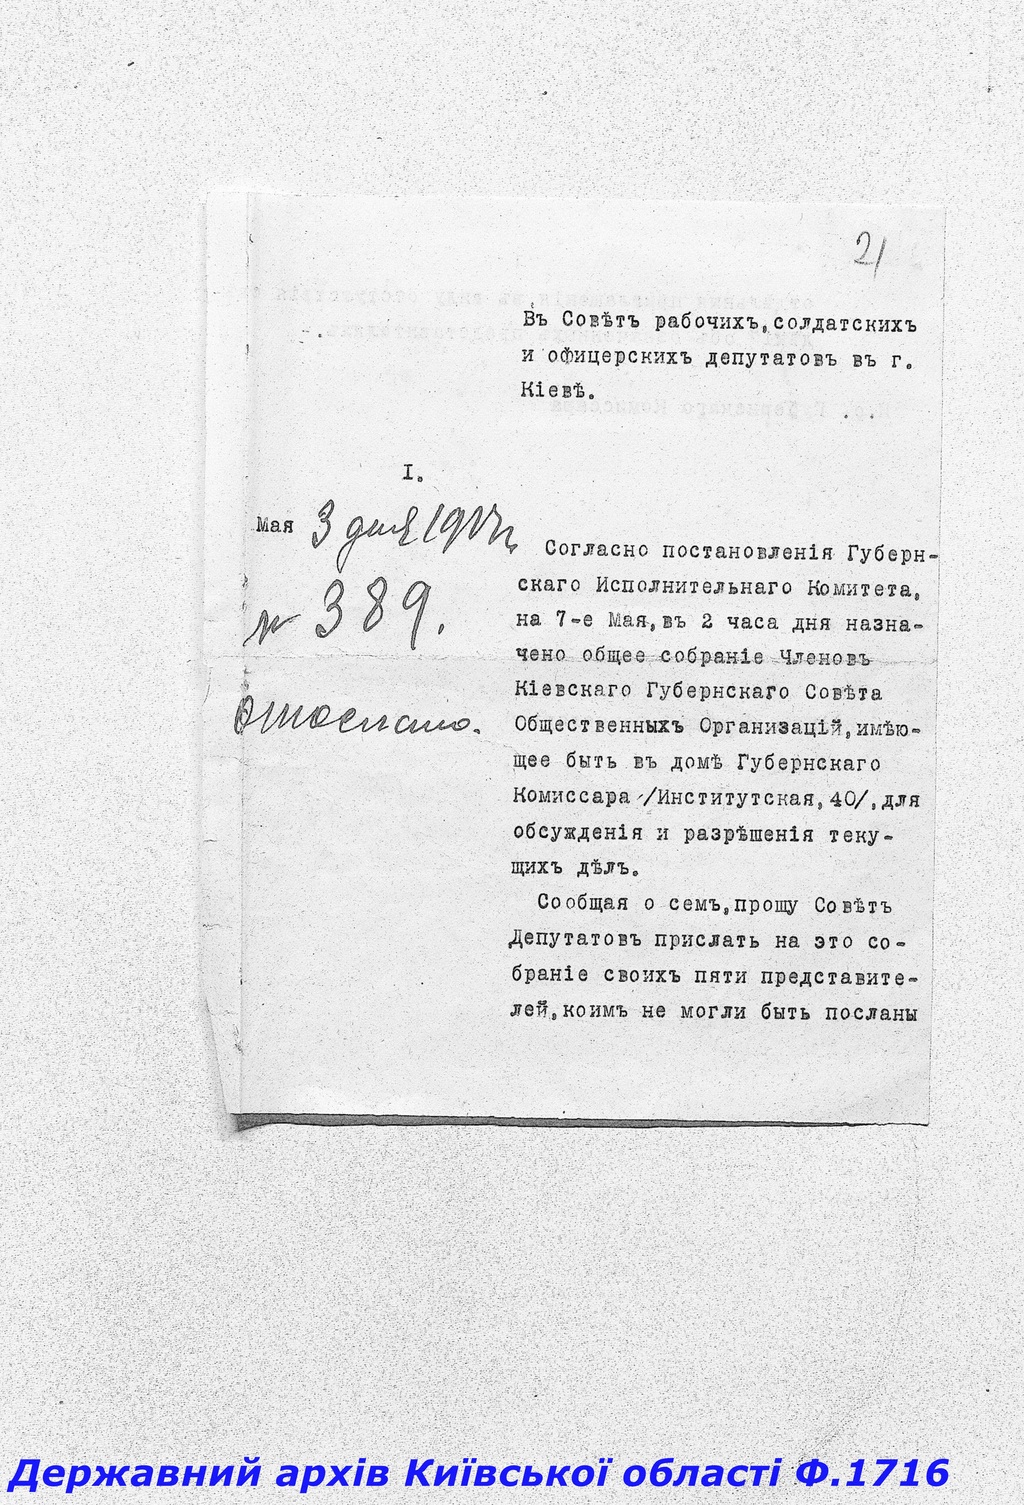 21
Въ Совѣтъ рабочихъ,солдатскихъ
и офицерскихъ депутатовъ въ г.
Кіевѣ.
I.
Мая 3 дня 1917 г.
№ 389.
Отослано.
Согласно постановленія Губерн-
скаго Исполнительнаго Комитета,
на 7-е Мая,въ 2 часа дня назна-
чено общее собраніе Членовъ
Кіевскаго Губернскаго Совѣта
Общественныхъ Организацій,имѣю-
щее быть въ домѣ Губернскаго
Комиссара /Институтская,40/,для
обсужденія и разрѣшенія теку-
щихъ дѣлъ.
Сообщая о семъ,прошу Совѣтъ
Депутатовъ прислать на это со-
браніе своихъ пяти представите-
лей,коимъ не могли быть посланы
Державний архів Київської області Ф.1716